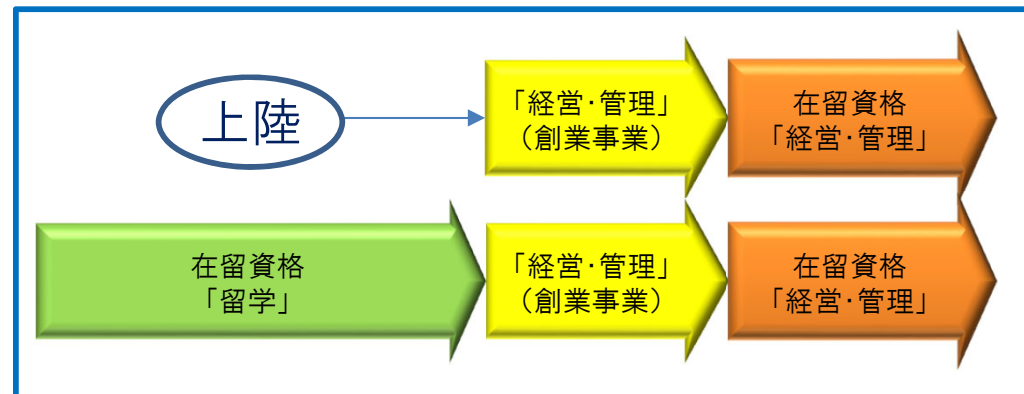 上陸
「経営･管理」
（創業事業）
在留資格
「経営･管理」
在留資格
「留学」
「経営･管理」
（創業事業）
在留資格
「経営･管理」